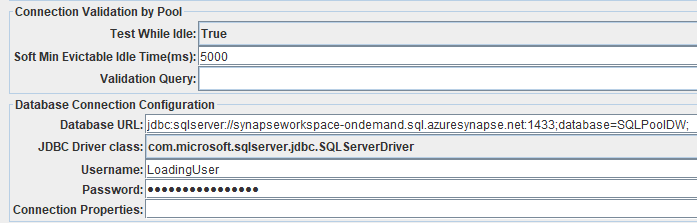 Connection Validation by Pool
Test While Idle: True
Soft Min Evictable Idle Time(ms): 5000
Validation Query:
Database Connection Configuration
Database URL: jdbc:sqlserver://synapseworkspace-ondemand.sql.azuresynapse.net:1433;database=SQLPoolDW;
JDBC Driver class: com.microsoft.sqlserver.jdbc.SQLServerDriver
Username: LoadingUser
Password: ●●●●●●●●●●●●●●●●
Connection Properties: